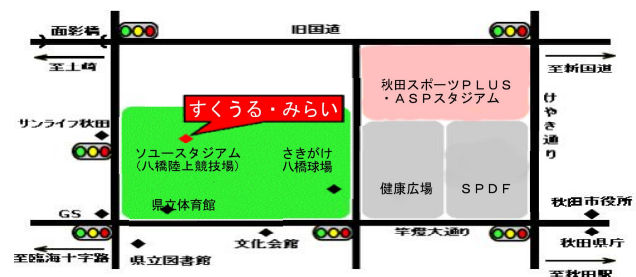 面影橋
旧国道
至土崎
至新国道
秋田スポーツＰＬＵＳ
・ＡＳＰスタジアム
けやき通り
すくうる・みらい
サンライフ秋田
ソユースタジアム
(八橋陸上競技場)
さきがけ
八橋球場
健康広場
ＳＰＤＦ
県立体育館
秋田市役所
GS
竿燈大通り
文化会館
秋田県庁
至臨海十字路
県立図書館
至秋田駅